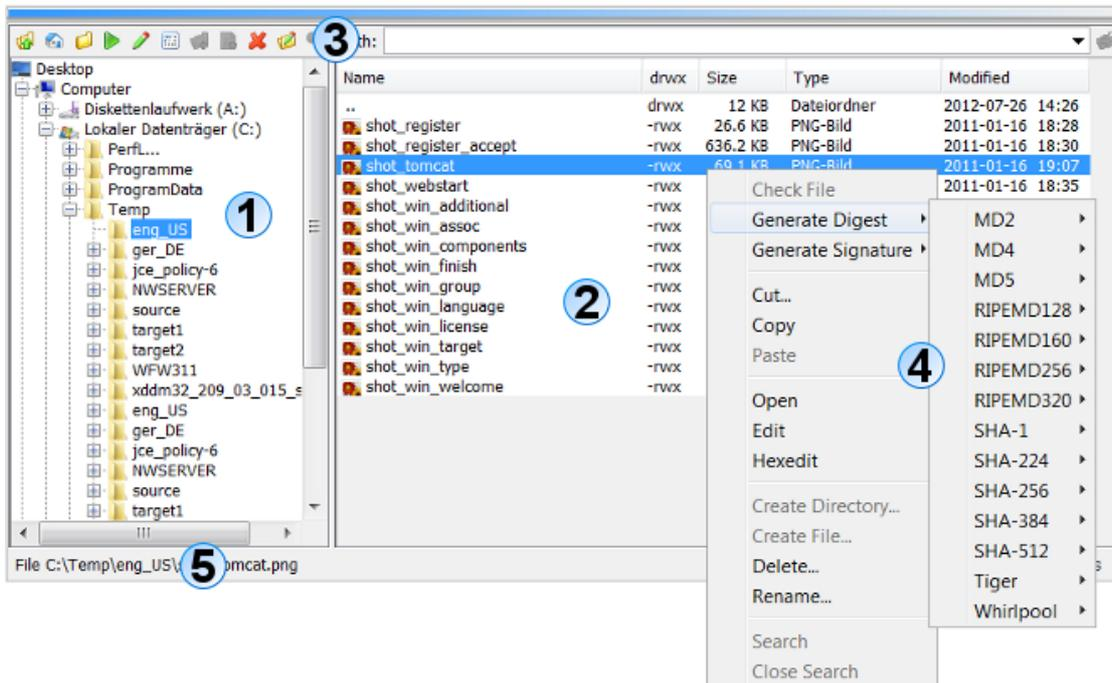 3
th:
Desktop
Computer
Diskettenlaufwerk (A:)
Lokaler Datenträger (C:)
PerfL...
Programme
ProgramData
Temp
eng_US
ger_DE
jce_policy-6
NWSERVER
source
target1
target2
WFW311
xddm32_209_03_015_s
eng_US
ger_DE
jce_policy-6
NWSERVER
source
target1
1
Name drwx Size Type Modified
.. drwx 12 KB Dateiordner 2012-07-26 14:26
shot_register -rwx 26.6 KB PNG-Bild 2011-01-16 18:28
shot_register_accept -rwx 636.2 KB PNG-Bild 2011-01-16 18:30
shot_tomcat -rwx 69.1 KB PNG-Bild 2011-01-16 19:07
shot_webstart -rwx 2011-01-16 18:35
shot_win_additional -rwx
shot_win_assoc -rwx
shot_win_components -rwx
shot_win_finish -rwx
shot_win_group -rwx
shot_win_language -rwx
shot_win_license -rwx
shot_win_target -rwx
shot_win_type -rwx
shot_win_welcome -rwx
2
Check File
Generate Digest
Generate Signature
Cut...
Copy
Paste
Open
Edit
Hexedit
Create Directory...
Create File...
Delete...
Rename...
Search
Close Search
4
MD2
MD4
MD5
RIPEMD128
RIPEMD160
RIPEMD256
RIPEMD320
SHA-1
SHA-224
SHA-256
SHA-384
SHA-512
Tiger
Whirlpool
File C:\Temp\eng_US\ omcat.png
5
s